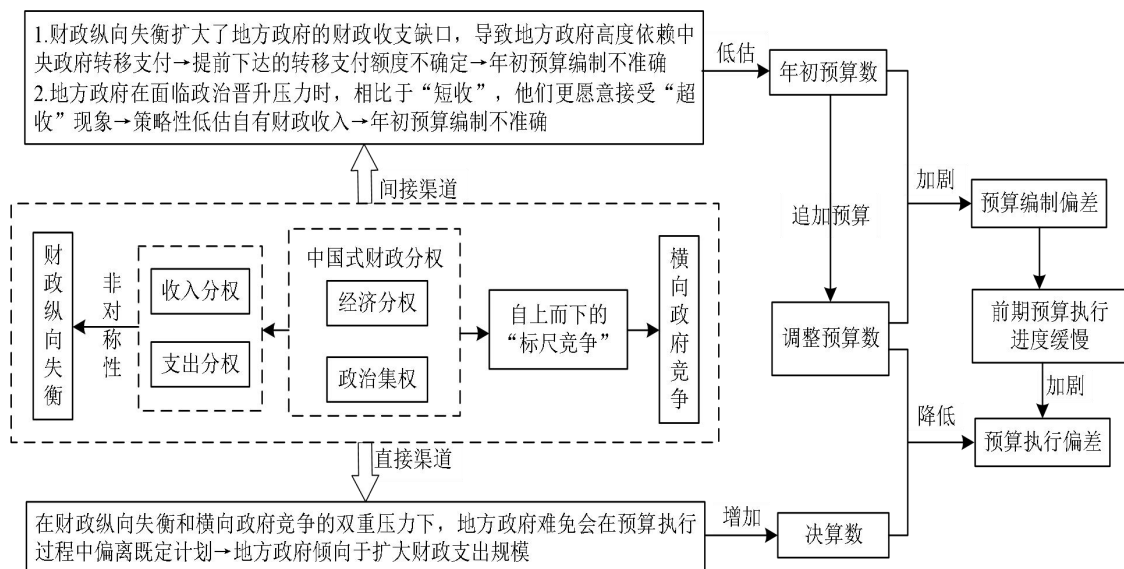 1.财政纵向失衡扩大了地方政府的财政收支缺口，导致地方政府高度依赖中
央政府转移支付→提前下达的转移支付额度不确定→年初预算编制不准确
2.地方政府在面临政治晋升压力时，相比于“短收”，他们更愿意接受“超
收”现象→策略性低估自有财政收入→年初预算编制不准确
低估
年初预算数
间接渠道
加剧
追加预算
预算编制偏差
财政纵向失衡
非对称性
收入分权
支出分权
中国式财政分权
经济分权
政治集权
自上而下的
“标尺竞争”
横向政府竞争
调整预算数
前期预算执行
进度缓慢
加剧
降低
预算执行偏差
直接渠道
在财政纵向失衡和横向政府竞争的双重压力下，地方政府难免会在预算执行
过程中偏离既定计划→地方政府倾向于扩大财政支出规模
增加
决算数